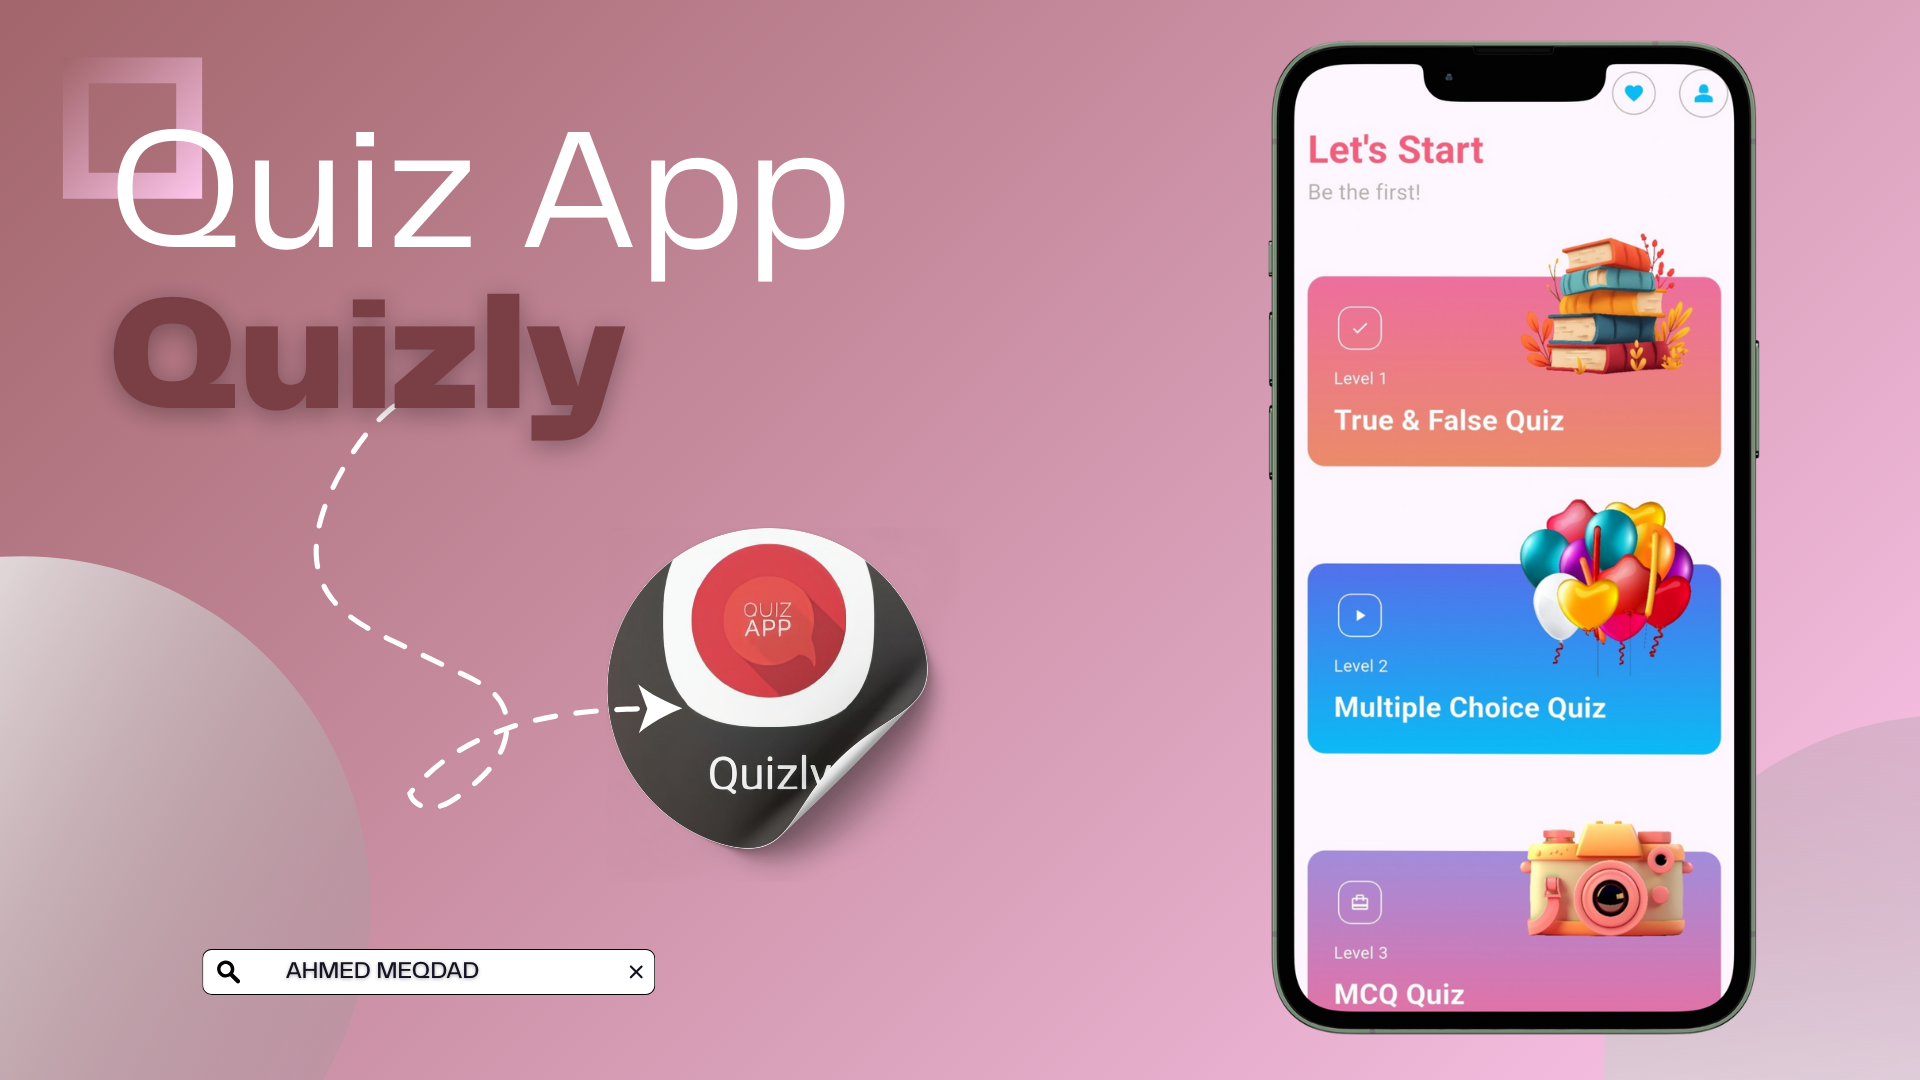 Quiz App
Quizly
QUIZ
APP
Quizly
AHMED MEQDAD
Let's Start
Be the first!
Level 1
True & False Quiz
Level 2
Multiple Choice Quiz
Level 3
MCQ Quiz